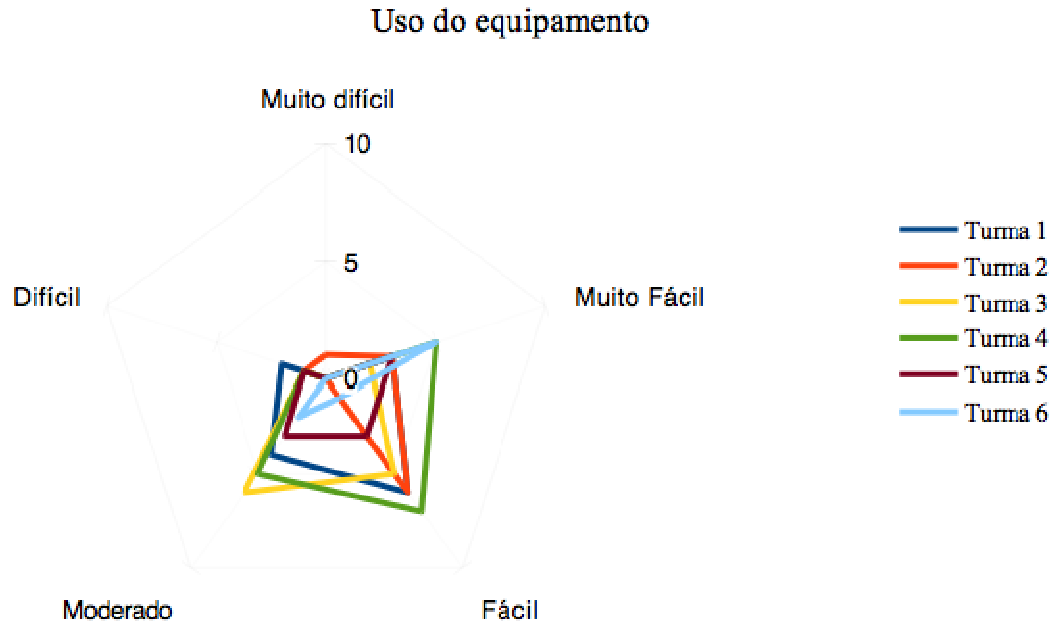 Uso do equipamento
Muito difícil
10
5
0
Difícil
Muito Fácil
Moderado
Fácil
Turma 1
Turma 2
Turma 3
Turma 4
Turma 5
Turma 6